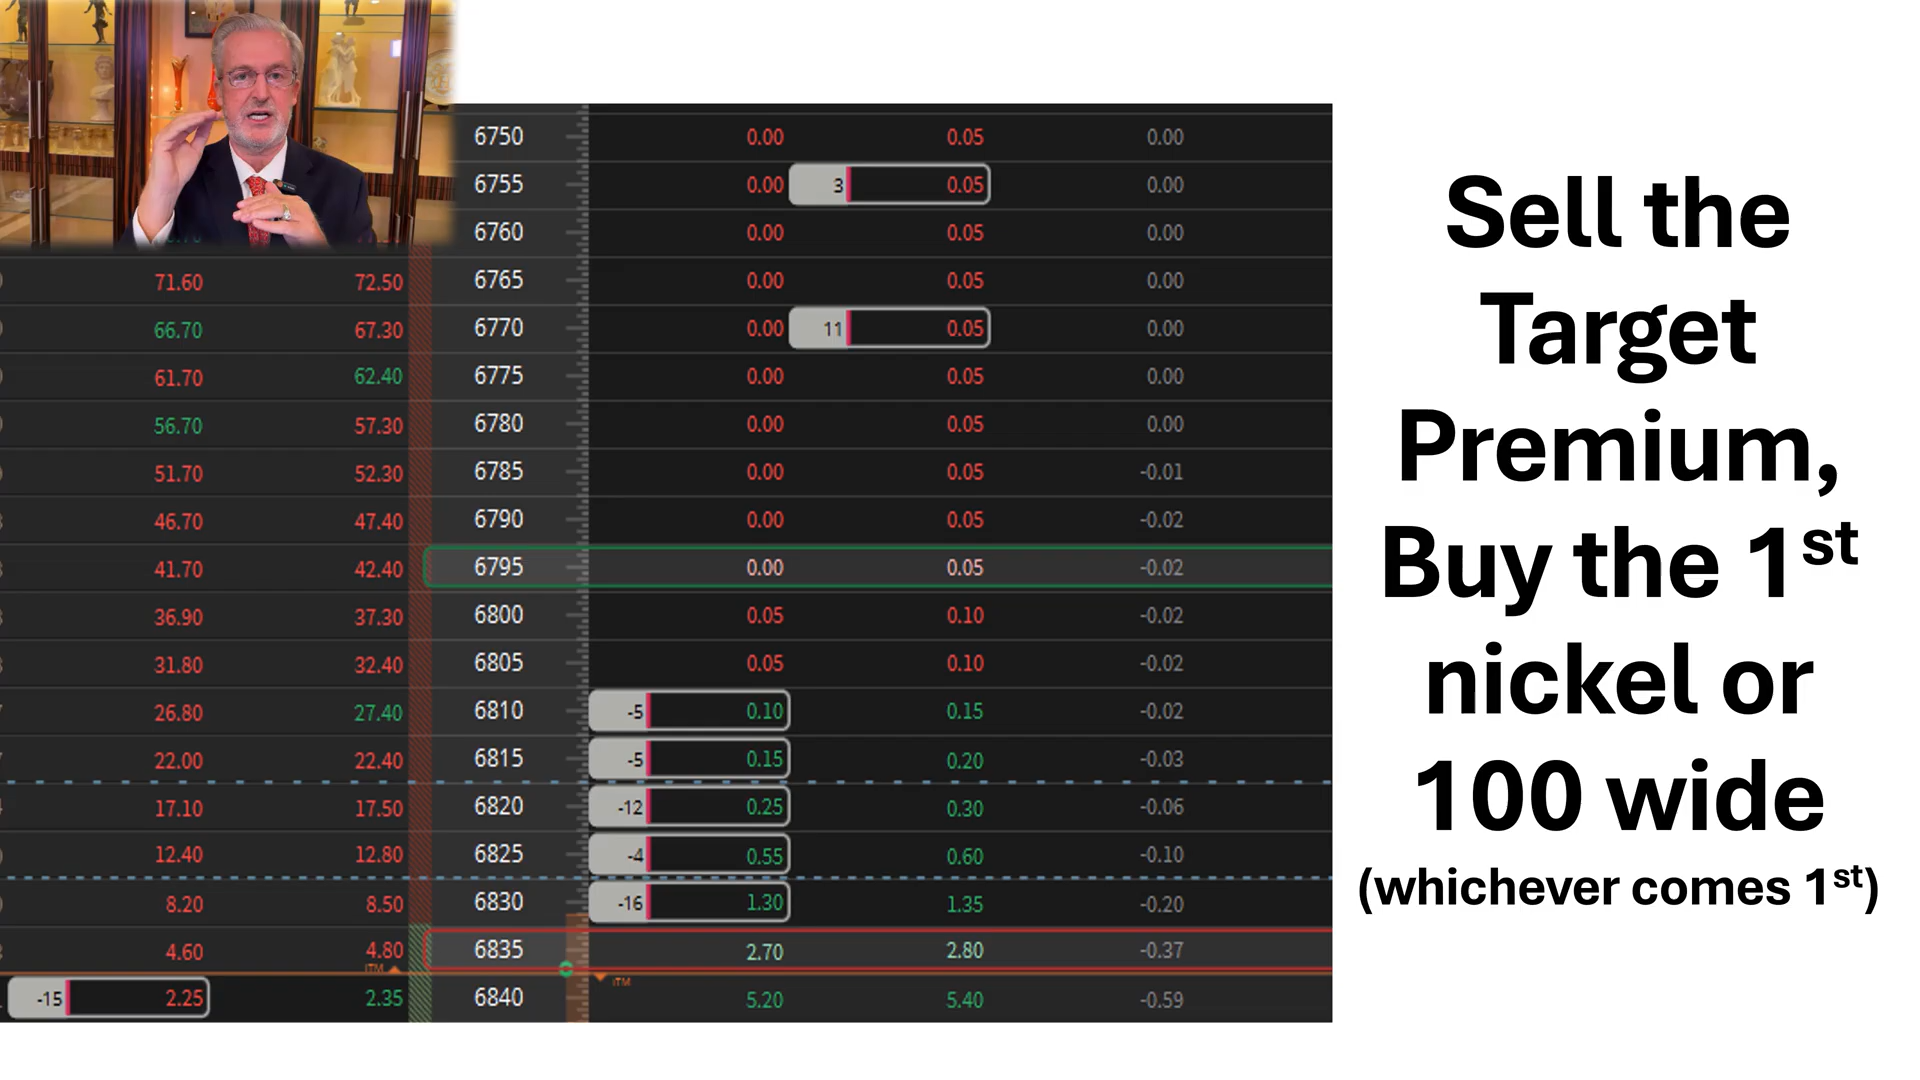 6750 0.00 0.05 0.00
6755 0.00 3 0.05 0.00
6760 0.00 0.05 0.00
71.60 72.50 6765 0.00 0.05 0.00
66.70 67.30 6770 0.00 11 0.05 0.00
61.70 62.40 6775 0.00 0.05 0.00
56.70 57.30 6780 0.00 0.05 0.00
51.70 52.30 6785 0.00 0.05 -0.01
46.70 47.40 6790 0.00 0.05 -0.02
41.70 42.40 6795 0.00 0.05 -0.02
36.90 37.30 6800 0.05 0.10 -0.02
31.80 32.40 6805 0.05 0.10 -0.02
26.80 27.40 6810 -5 0.10 0.15 -0.02
22.00 22.40 6815 -5 0.15 0.20 -0.03
17.10 17.50 6820 -12 0.25 0.30 -0.06
12.40 12.80 6825 -4 0.55 0.60 -0.10
8.20 8.50 6830 -16 1.30 1.35 -0.20
4.60 4.80 6835 2.70 2.80 -0.37
ITM ITM
-15 2.25 2.35 6840 5.20 5.40 -0.59
Sell the
Target
Premium,
Buy the 1st
nickel or
100 wide
(whichever comes 1st)